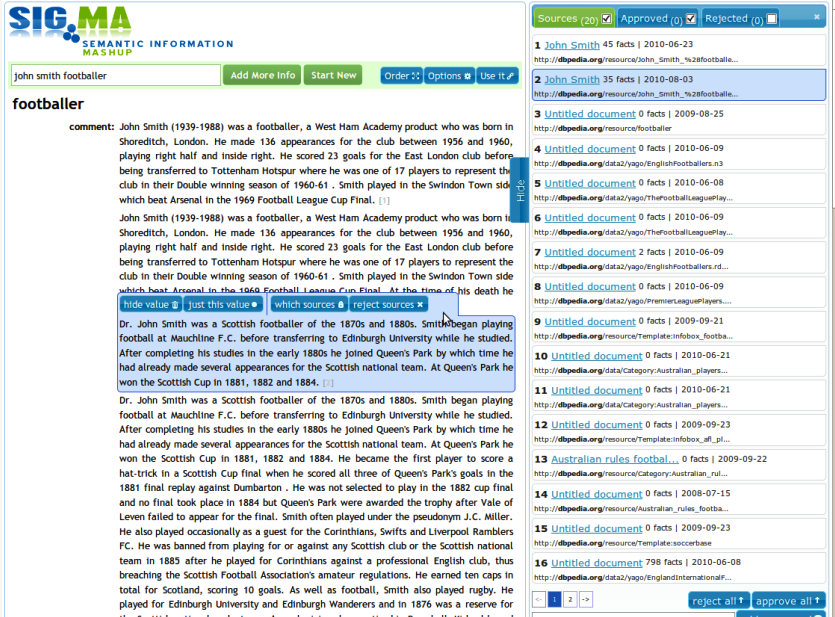 SIG.MA
SEMANTIC INFORMATION
MASHUP
john smith footballer
Add More Info
Start New
Order
Options
Use it
footballer
comment: John Smith (1939-1988) was a footballer, a West Ham Academy product who was born in
Shoreditch, London. He made 136 appearances for the club between 1956 and 1960,
playing right half and inside right. He scored 23 goals for the East London club before
being transferred to Tottenham Hotspur where he was one of 17 players to represent the
club in their Double winning season of 1960-61 . Smith played in the Swindon Town side
which beat Arsenal in the 1969 Football League Cup Final. [1]
John Smith (1939-1988) was a footballer, a West Ham Academy product who was born in
Shoreditch, London. He made 136 appearances for the club between 1956 and 1960,
playing right half and inside right. He scored 23 goals for the East London club before
being transferred to Tottenham Hotspur where he was one of 17 players to represent the
club in their Double winning season of 1960-61 . Smith played in the Swindon Town side
which beat Arsenal in the 1969 Football League Cup Final. At the time of his death he
hide value
just this value
which sources
reject sources
Dr. John Smith was a Scottish footballer of the 1870s and 1880s. Smith began playing
football at Mauchline F.C. before transferring to Edinburgh University while he studied.
After completing his studies in the early 1880s he joined Queen's Park by which time he
had already made several appearances for the Scottish national team. At Queen's Park he
won the Scottish Cup in 1881, 1882 and 1884. [2]
Dr. John Smith was a Scottish footballer of the 1870s and 1880s. Smith began playing
football at Mauchline F.C. before transferring to Edinburgh University while he studied.
After completing his studies in the early 1880s he joined Queen's Park by which time he
had already made several appearances for the Scottish national team. At Queen's Park he
won the Scottish Cup in 1881, 1882 and 1884. He became the first player to score a
hat-trick in a Scottish Cup final when he scored all three of Queen's Park's goals in the
1881 final replay against Dumbarton . He was not selected to play in the 1882 cup final
and no final took place in 1884 but Queen's Park were awarded the trophy after Vale of
Leven failed to appear for the final. Smith often played under the pseudonym J.C. Miller.
He also played occasionally as a guest for the Corinthians, Swifts and Liverpool Ramblers
FC. He was banned from playing for or against any Scottish club or the Scottish national
team in 1885 after he played for Corinthians against a professional English club, thus
breaching the Scottish Football Association's amateur regulations. He earned ten caps in
total for Scotland, scoring 10 goals. As well as football, Smith also played rugby. He
played for Edinburgh University and Edinburgh Wanderers and in 1876 was a reserve for
Hide
Sources (20)
Approved (0)
Rejected (0)
1 John Smith 45 facts | 2010-06-23
http://dbpedia.org/resource/John_Smith_%28footballe...
2 John Smith 35 facts | 2010-08-03
http://dbpedia.org/resource/John_Smith_%28footballe...
3 Untitled document 0 facts | 2009-08-25
http://dbpedia.org/resource/footballer
4 Untitled document 0 facts | 2010-06-09
http://dbpedia.org/data2/yago/EnglishFootballers.n3
5 Untitled document 0 facts | 2010-06-08
http://dbpedia.org/data2/yago/TheFootballLeaguePlay...
6 Untitled document 0 facts | 2010-06-09
http://dbpedia.org/data2/yago/TheFootballLeaguePlay...
7 Untitled document 2 facts | 2010-06-09
http://dbpedia.org/data2/yago/EnglishFootballers.rd...
8 Untitled document 0 facts | 2010-06-09
http://dbpedia.org/data2/yago/PremierLeaguePlayers....
9 Untitled document 0 facts | 2009-09-21
http://dbpedia.org/resource/Template:infobox_footba...
10 Untitled document 0 facts | 2010-06-21
http://dbpedia.org/data/Category:Australian_players...
11 Untitled document 0 facts | 2010-06-21
http://dbpedia.org/data/Category:Australian_players...
12 Untitled document 0 facts | 2009-09-23
http://dbpedia.org/resource/Template:infobox_afl_pl...
13 Australian rules footbal... 0 facts | 2009-09-22
http://dbpedia.org/resource/Category:Australian_rul...
14 Untitled document 0 facts | 2008-07-15
http://dbpedia.org/resource/Australian_rules_footba...
15 Untitled document 0 facts | 2009-09-23
http://dbpedia.org/resource/Template:soccerbase
16 Untitled document 798 facts | 2010-06-08
http://dbpedia.org/data2/yago/EnglandInternationalF...
<- 1 2 ->
reject all
approve all